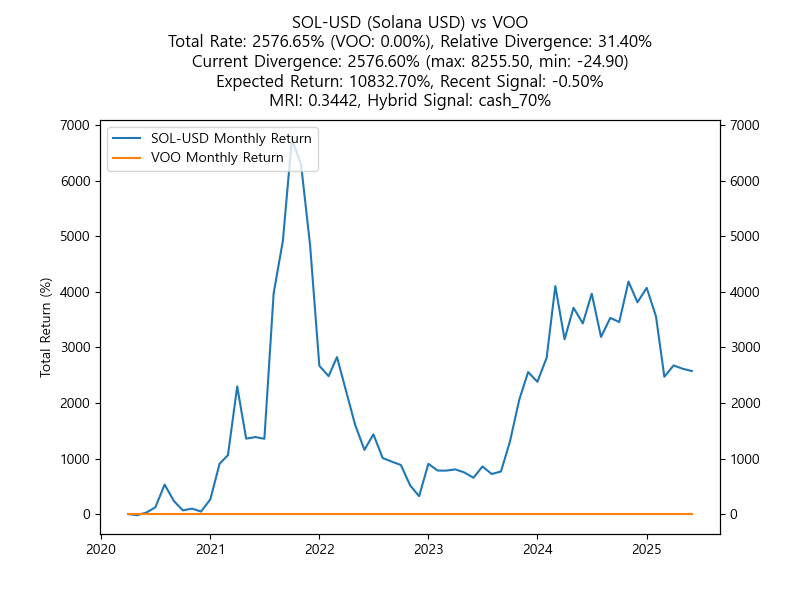 SOL-USD (Solana USD) vs VOO
Total Rate: 2576.65% (VOO: 0.00%), Relative Divergence: 31.40%
Current Divergence: 2576.60% (max: 8255.50, min: -24.90)
Expected Return: 10832.70%, Recent Signal: -0.50%
MRI: 0.3442, Hybrid Signal: cash_70%
SOL-USD Monthly Return
VOO Monthly Return
Total Return (%)
7000
6000
5000
4000
3000
2000
1000
0
7000
6000
5000
4000
3000
2000
1000
0
2020
2021
2022
2023
2024
2025